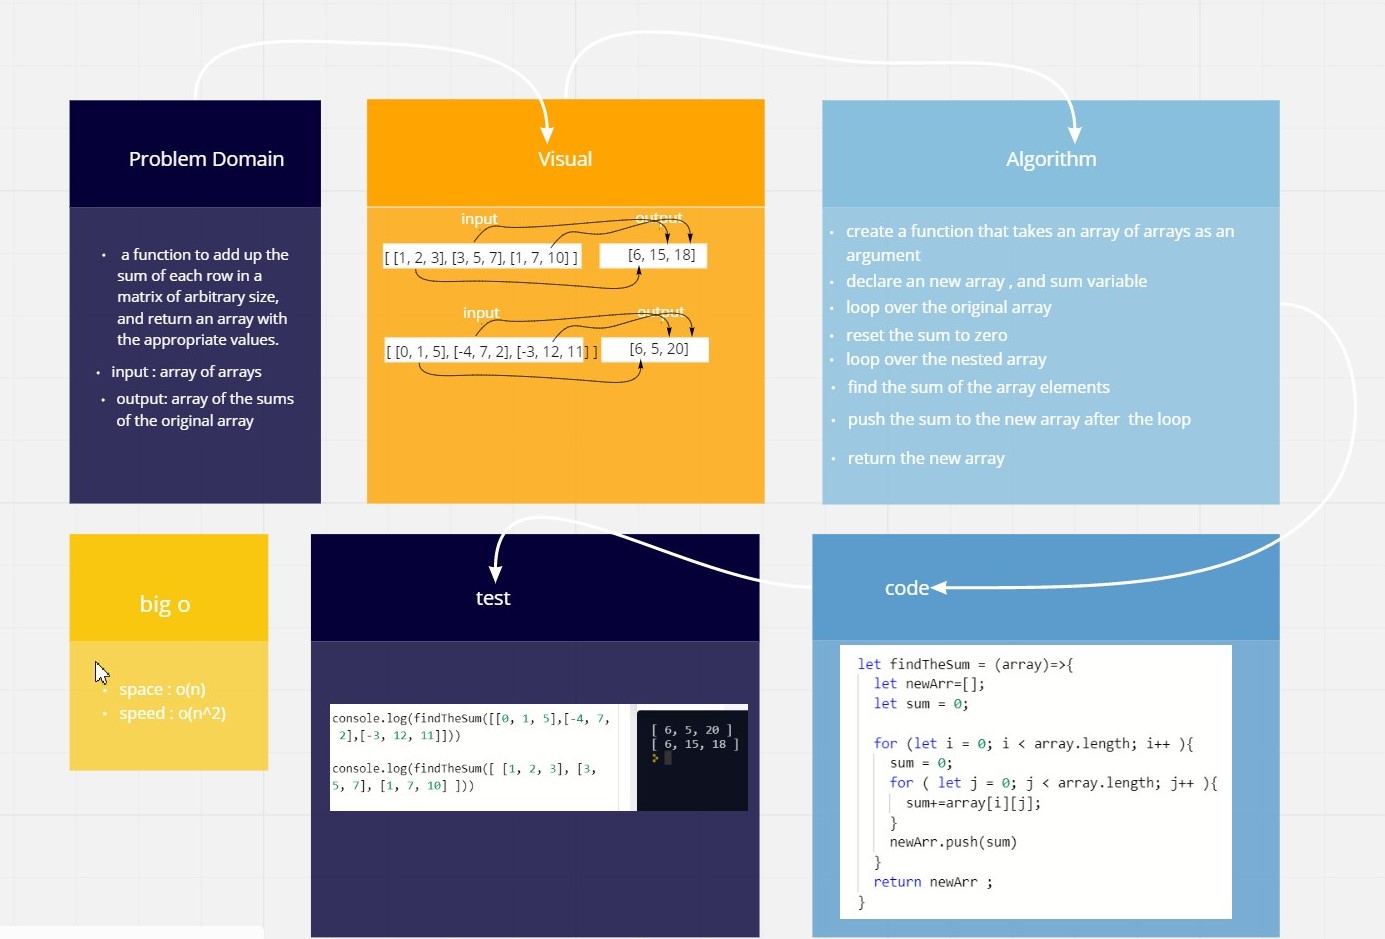 Problem Domain
a function to add up the
sum of each row in a
matrix of arbitrary size,
and return an array with
the appropriate values.
input : array of arrays
output: array of the sums
of the original array
Visual
input
output
[ [1, 2, 3], [3, 5, 7], [1, 7, 10] ]
[6, 15, 18]
input
output
[ [0, 1, 5], [-4, 7, 2], [-3, 12, 11] ]
[6, 5, 20]
Algorithm
create a function that takes an array of arrays as an
argument
declare an new array , and sum variable
loop over the original array
reset the sum to zero
loop over the nested array
find the sum of the array elements
push the sum to the new array after the loop
return the new array
big o
space : o(n)
speed : o(n^2)
test
console.log(findTheSum([[0, 1, 5],[-4, 7,
2],[-3, 12, 11]]))
console.log(findTheSum([ [1, 2, 3], [3,
5, 7], [1, 7, 10] ]))
[ 6, 5, 20 ]
[ 6, 15, 18 ]
code
let findTheSum = (array)=>{
let newArr=[];
let sum = 0;
for (let i = 0; i < array.length; i++ ){
sum = 0;
for ( let j = 0; j < array.length; j++ ){
sum+=array[i][j];
}
newArr.push(sum)
}
return newArr ;
}